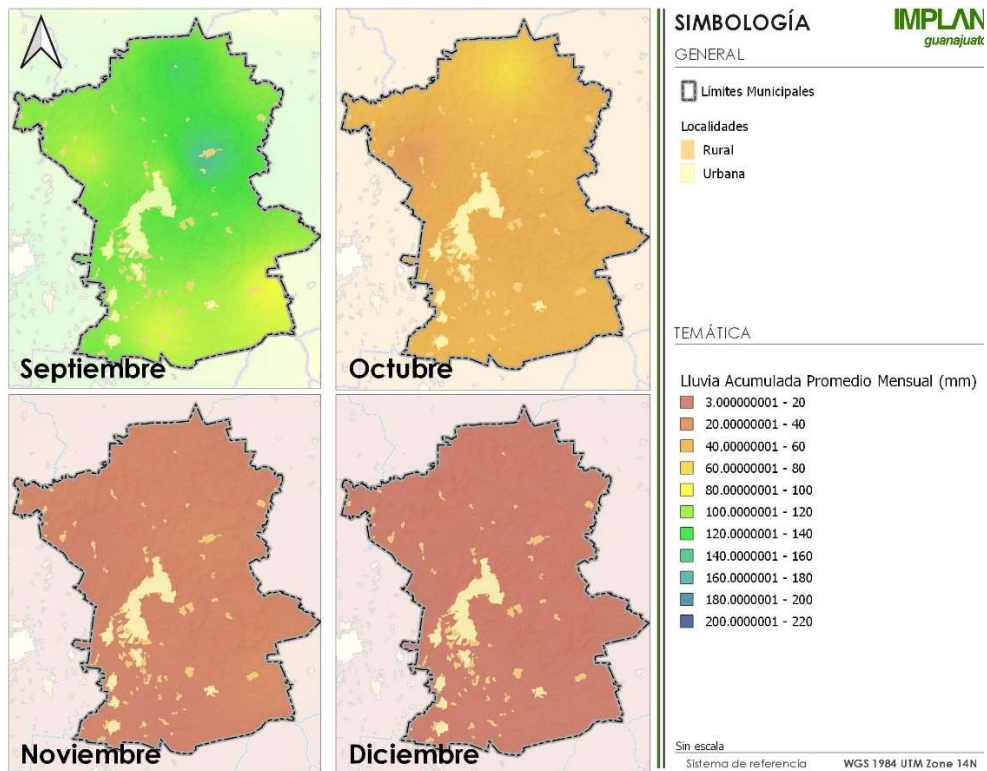 Septiembre
Octubre
Noviembre
Diciembre
SIMBOLOGÍA
IMPLAN
guanajuato
GENERAL
Límites Municipales
Localidades
Rural
Urbana
TEMÁTICA
Lluvia Acumulada Promedio Mensual (mm)
3.000000001 - 20
20.00000001 - 40
40.00000001 - 60
60.00000001 - 80
80.00000001 - 100
100.0000001 - 120
120.0000001 - 140
140.0000001 - 160
160.0000001 - 180
180.0000001 - 200
200.0000001 - 220
Sin escala
Sistema de referencia WGS 1984 UTM Zone 14N